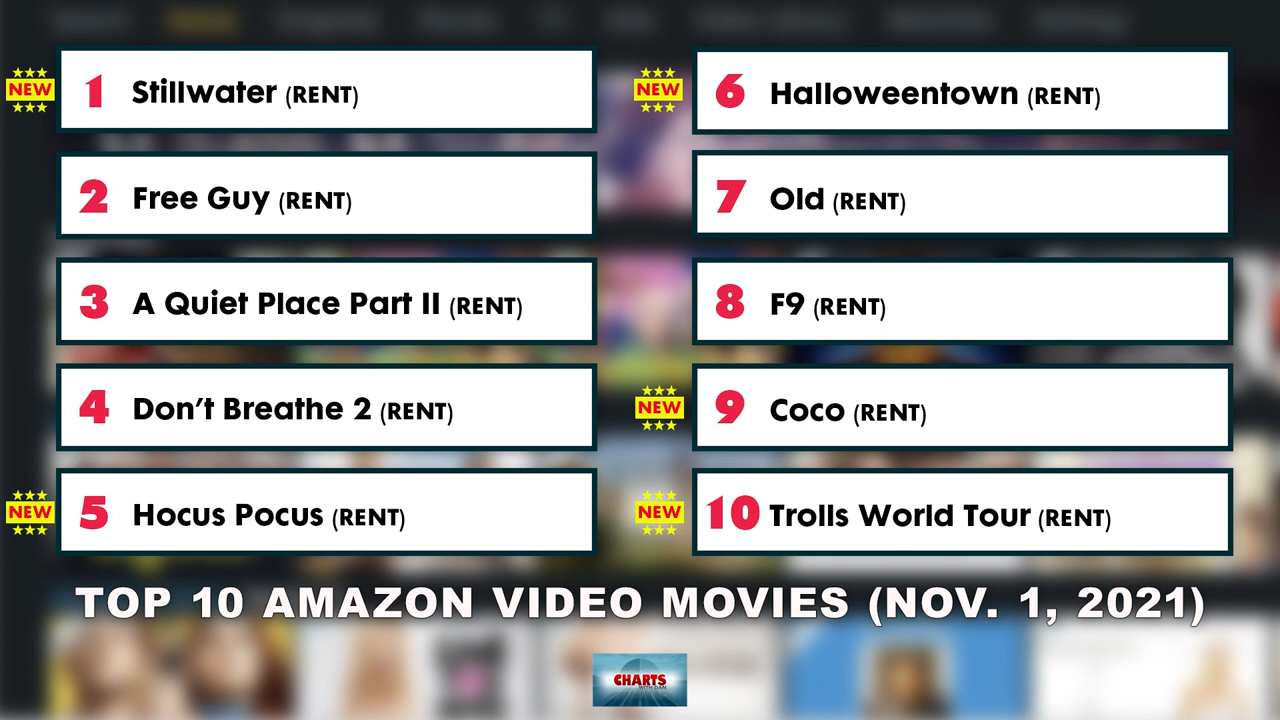 NEW 1 Stillwater (RENT)
2 Free Guy (RENT)
3 A Quiet Place Part II (RENT)
4 Don't Breathe 2 (RENT)
NEW 5 Hocus Pocus (RENT)
NEW 6 Halloweentown (RENT)
7 Old (RENT)
8 F9 (RENT)
NEW 9 Coco (RENT)
NEW 10 Trolls World Tour (RENT)
TOP 10 AMAZON VIDEO MOVIES (NOV. 1, 2021)
CHARTS
WITH DAN